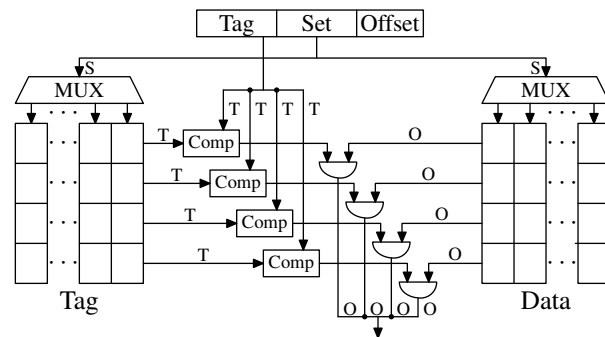 Tag Set Offset
S S
MUX MUX
T T T T
T Comp O
T Comp O
T Comp O
T Comp O
Tag Data
O O O O